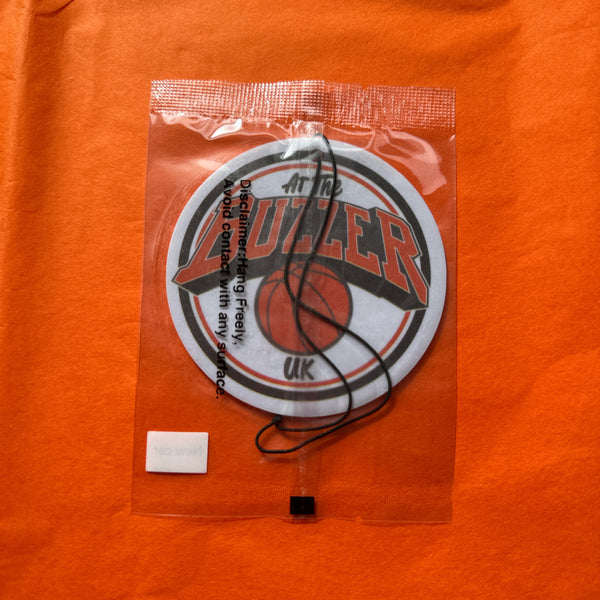 At The
BUZZER
UK
Disclaimer:Hang Freely,
Avoid contact with any surface.
New car